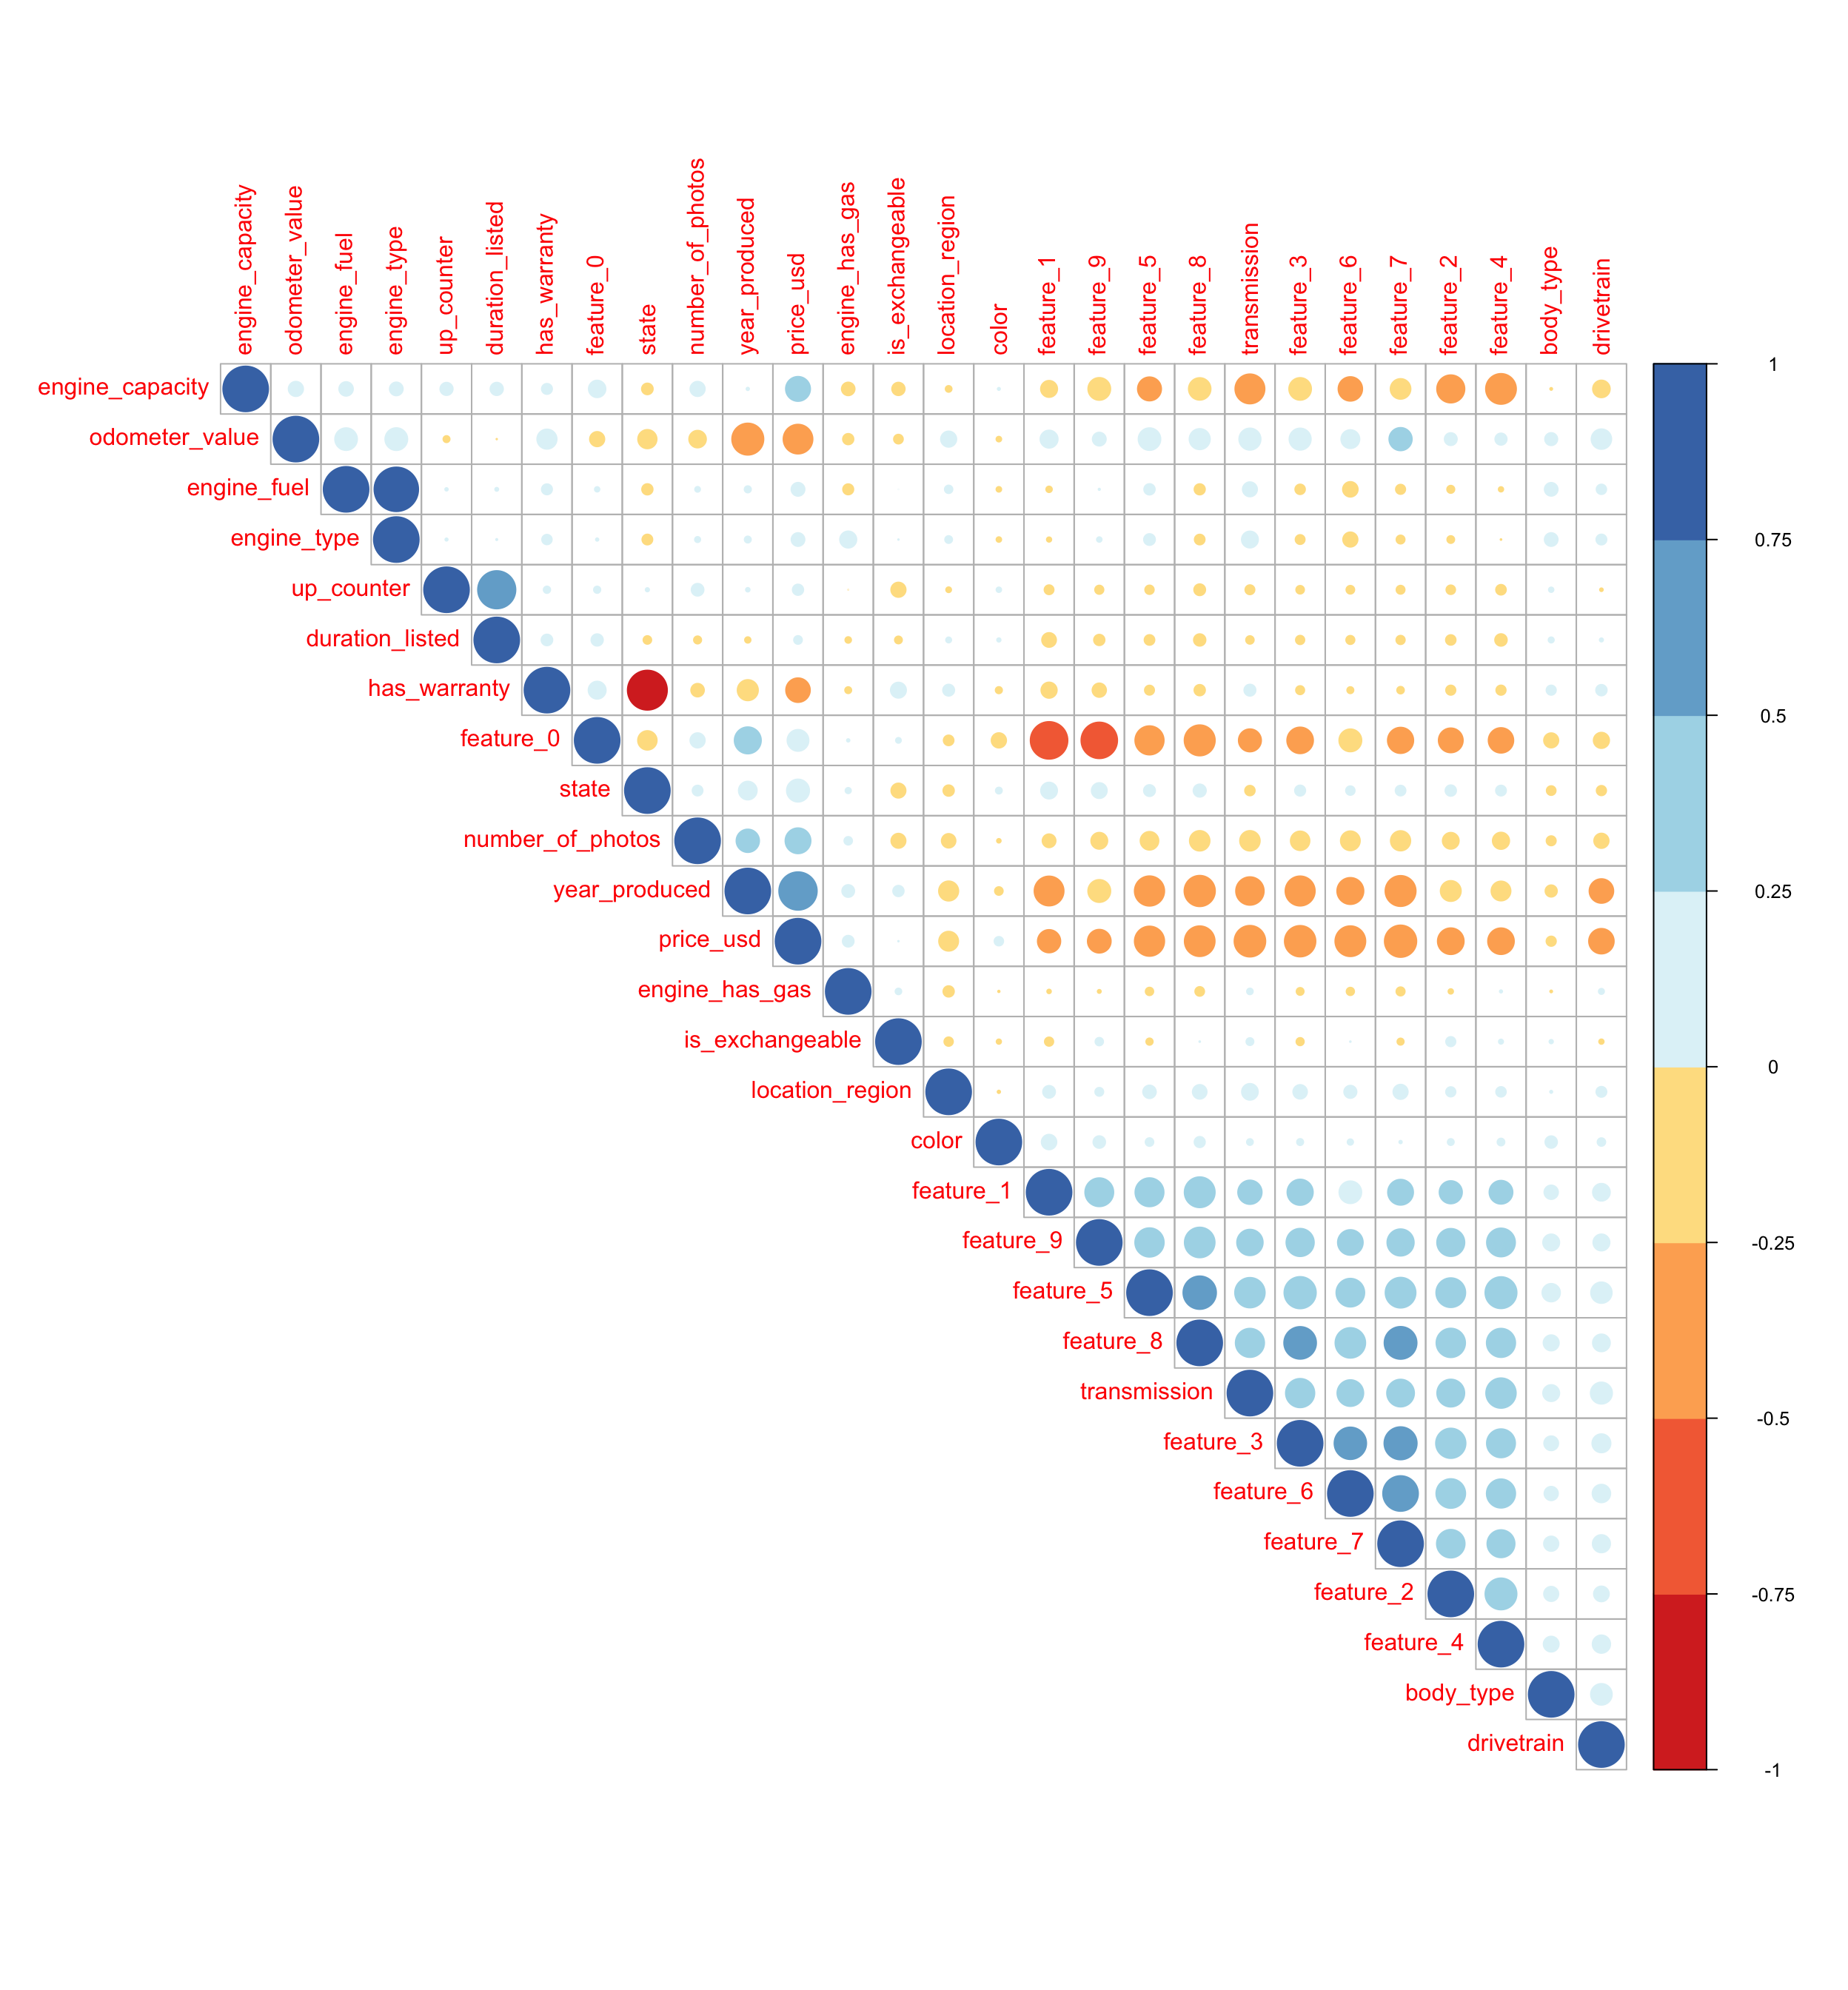 engine_capacity
odometer_value
engine_fuel
engine_type
up_counter
duration_listed
has_warranty
feature_0
state
number_of_photos
year_produced
price_usd
engine_has_gas
is_exchangeable
location_region
color
feature_1
feature_9
feature_5
feature_8
transmission
feature_3
feature_6
feature_7
feature_2
feature_4
body_type
drivetrain
engine_capacity
odometer_value
engine_fuel
engine_type
up_counter
duration_listed
has_warranty
feature_0
state
number_of_photos
year_produced
price_usd
engine_has_gas
is_exchangeable
location_region
color
feature_1
feature_9
feature_5
feature_8
transmission
feature_3
feature_6
feature_7
feature_2
feature_4
body_type
drivetrain
1
0.75
0.5
0.25
0
-0.25
-0.5
-0.75
-1